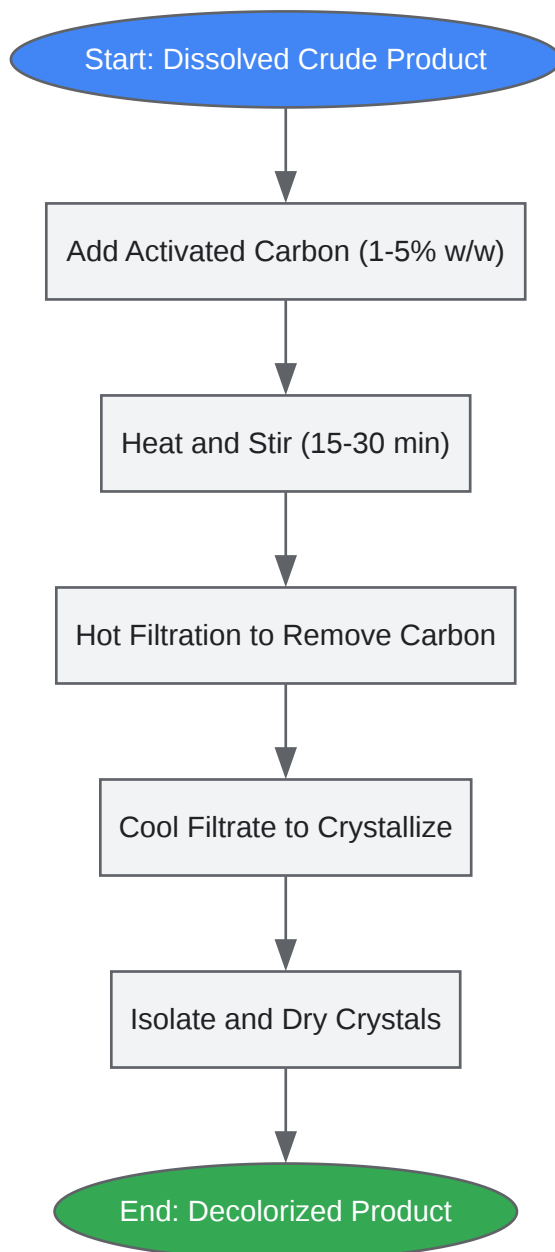 Start: Dissolved Crude Product
Add Activated Carbon (1-5% w/w)
Heat and Stir (15-30 min)
Hot Filtration to Remove Carbon
Cool Filtrate to Crystallize
Isolate and Dry Crystals
End: Decolorized Product